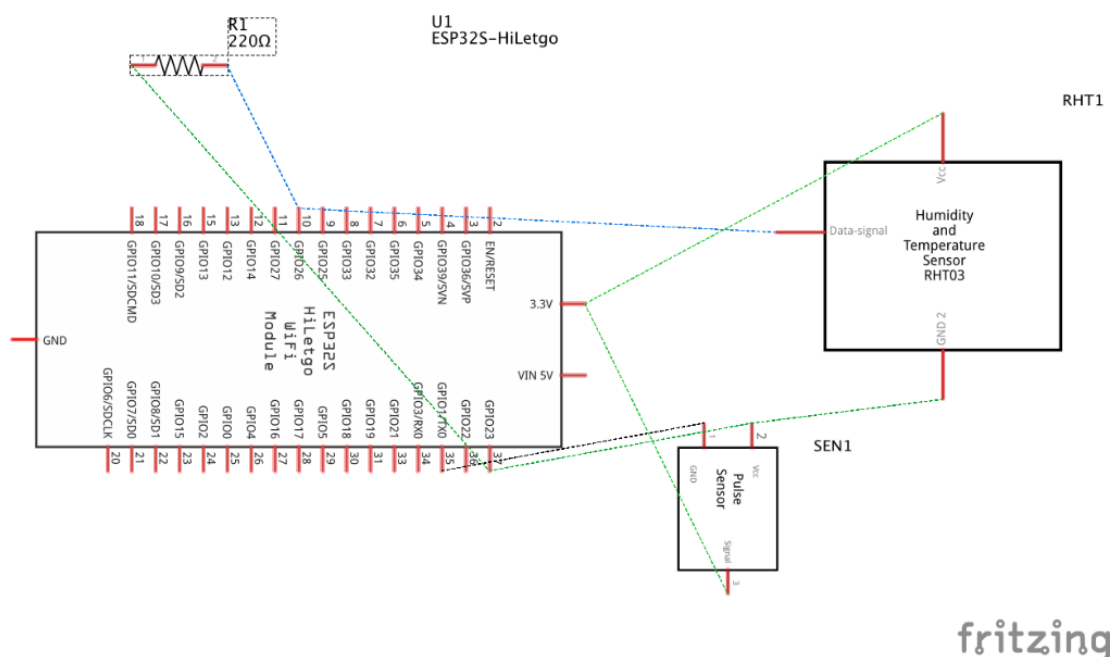 R1
220Ω
1
2
U1
ESP32S-HiLetgo
RHT1
Vcc
Data-signal
Humidity
and
Temperature
Sensor
RHT03
GND 2
18
17
16
15
13
12
11
10
9
8
7
6
5
4
3
2
GPIO11/SDCMD
GPIO10/SD3
GPIO9/SD2
GPIO13
GPIO12
GPIO14
GPIO27
GPIO26
GPIO25
GPIO33
GPIO32
GPIO35
GPIO34
GPIO39/SVN
GPIO36/SVP
EN/RESET
3.3V
GND
ESP32S
HiLetgo
WiFi
Module
VIN 5V
GPIO6/SDCLK
GPIO7/SD0
GPIO8/SD1
GPIO15
GPIO2
GPIO0
GPIO4
GPIO16
GPIO17
GPIO5
GPIO18
GPIO19
GPIO21
GPIO3/RX0
GPIO1/TX0
GPIO22
GPIO23
20
21
22
23
24
25
26
27
28
29
30
31
33
34
35
36
37
SEN1
1
2
GND
Vcc
Pulse
Sensor
Signal
3
fritzing